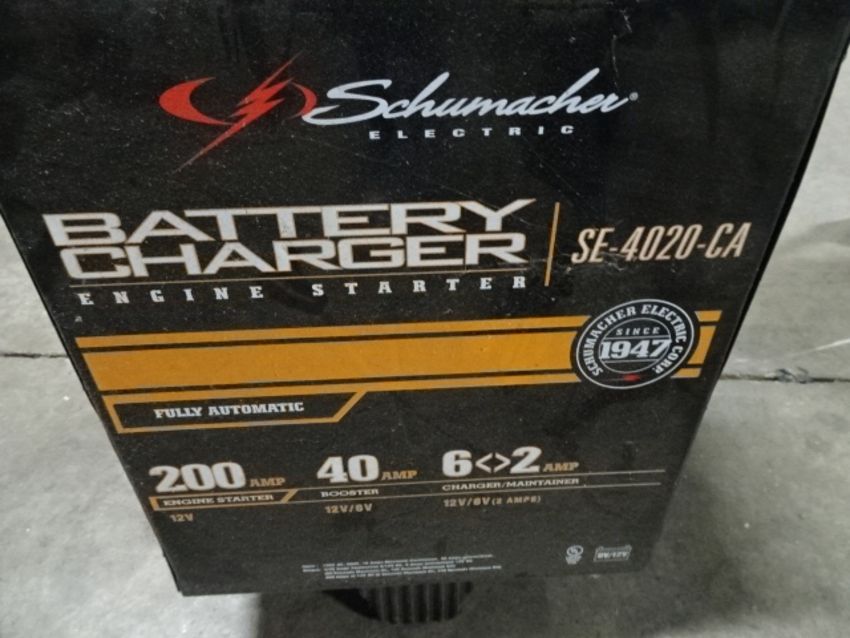 Schumacher®
ELECTRIC
BATTERY
CHARGER
SE-4020-CA
ENGINE STARTER
SCHUMACHER ELECTRIC CORP.
SINCE
1947
FULLY AUTOMATIC
200 AMP
ENGINE STARTER
12V
40 AMP
BOOSTER
12V/6V
6<>2 AMP
CHARGER/MAINTAINER
12V/6V (2 AMPS)
6V/12V